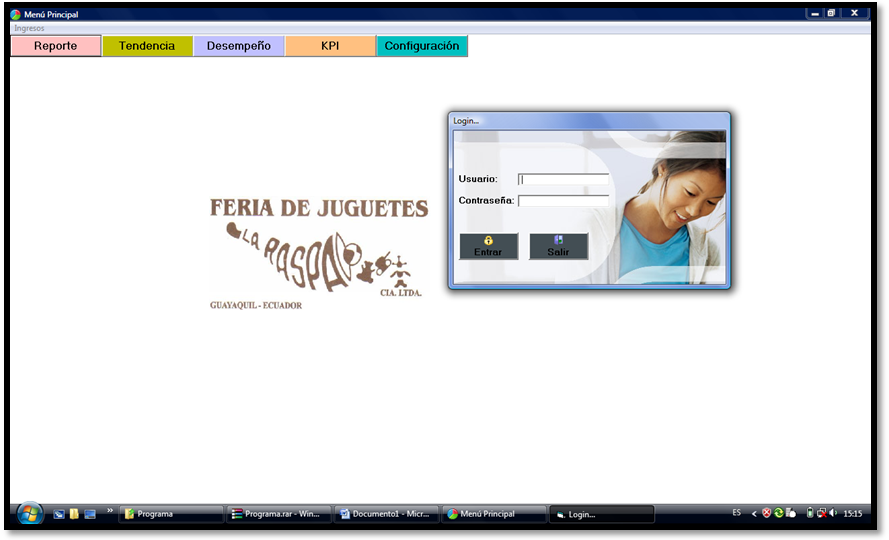 Menú Principal
Ingresos
Reporte
Tendencia
Desempeño
KPI
Configuración
Login...
Usuario:
Contraseña:
Entrar
Salir
FERIA DE JUGUETES
LA RASPA
CIA. LTDA.
GUAYAQUIL - ECUADOR
Programa
Programa.rar - Win...
Documento1 - Micr...
Menú Principal
Login...
ES
15:15